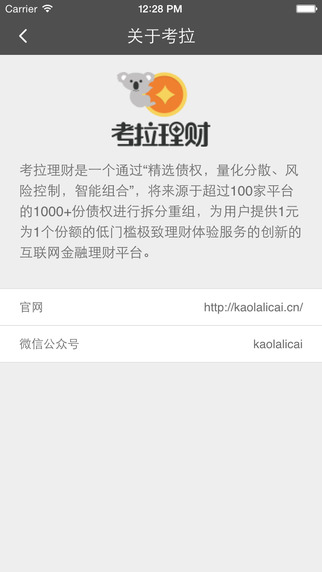 Carrier 12:28 PM
关于考拉
考拉理财
考拉理财是一个通过“精选债权，量化分散、风
险控制，智能组合”，将来源于超过100家平台
的1000+份债权进行拆分重组，为用户提供1元
为1个份额的低门槛极致理财体验服务的创新的
互联网金融理财平台。
官网 http://kaolalicai.cn/
微信公众号 kaolalicai